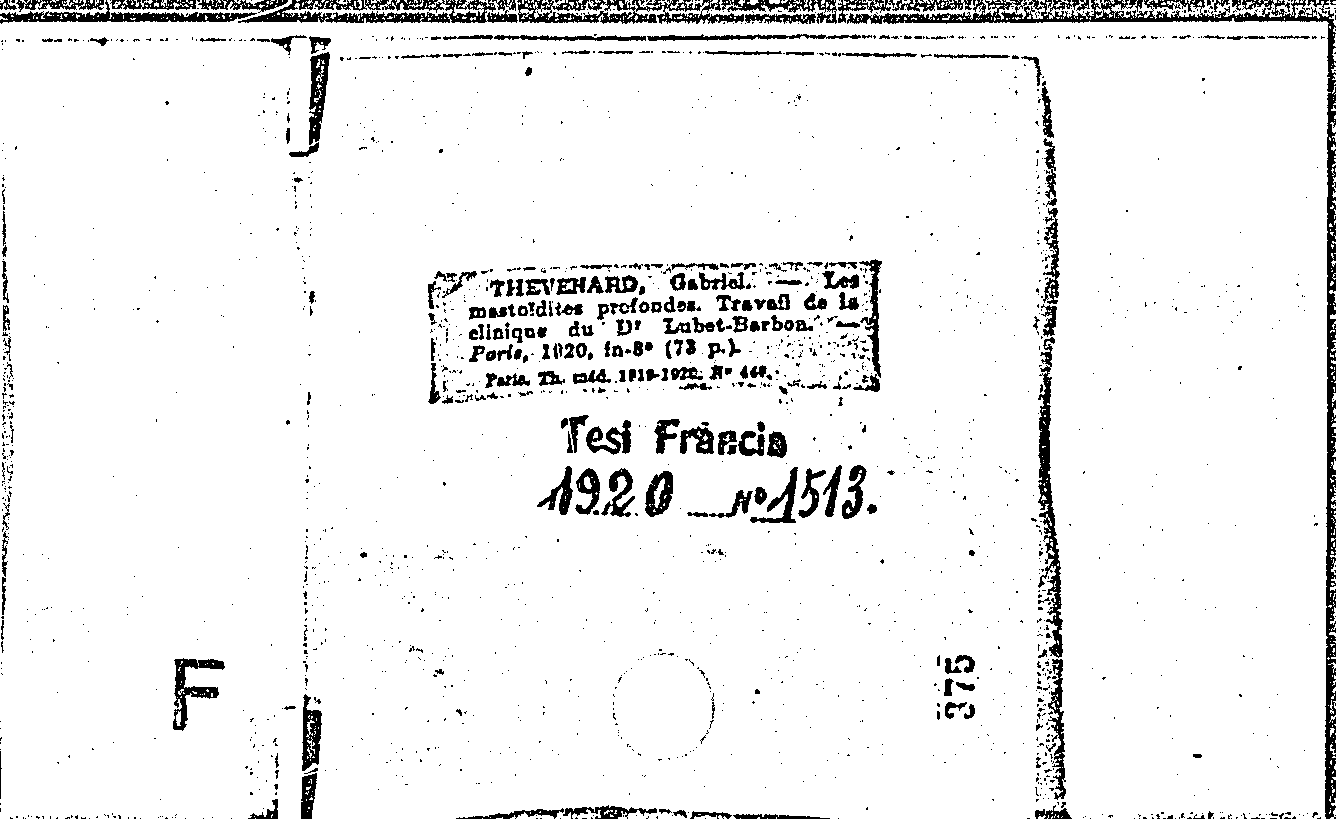 THEVENARD, Gabriel. — Les
mastoïdites profondes. Travail de la
clinique du Dr Lubet-Barbon. —
Paris, 1920, in-8° (73 p.).
Paris. Th. méd. 1919-1920. N°
Tesi Francia
1920 N° 1513.
F
375